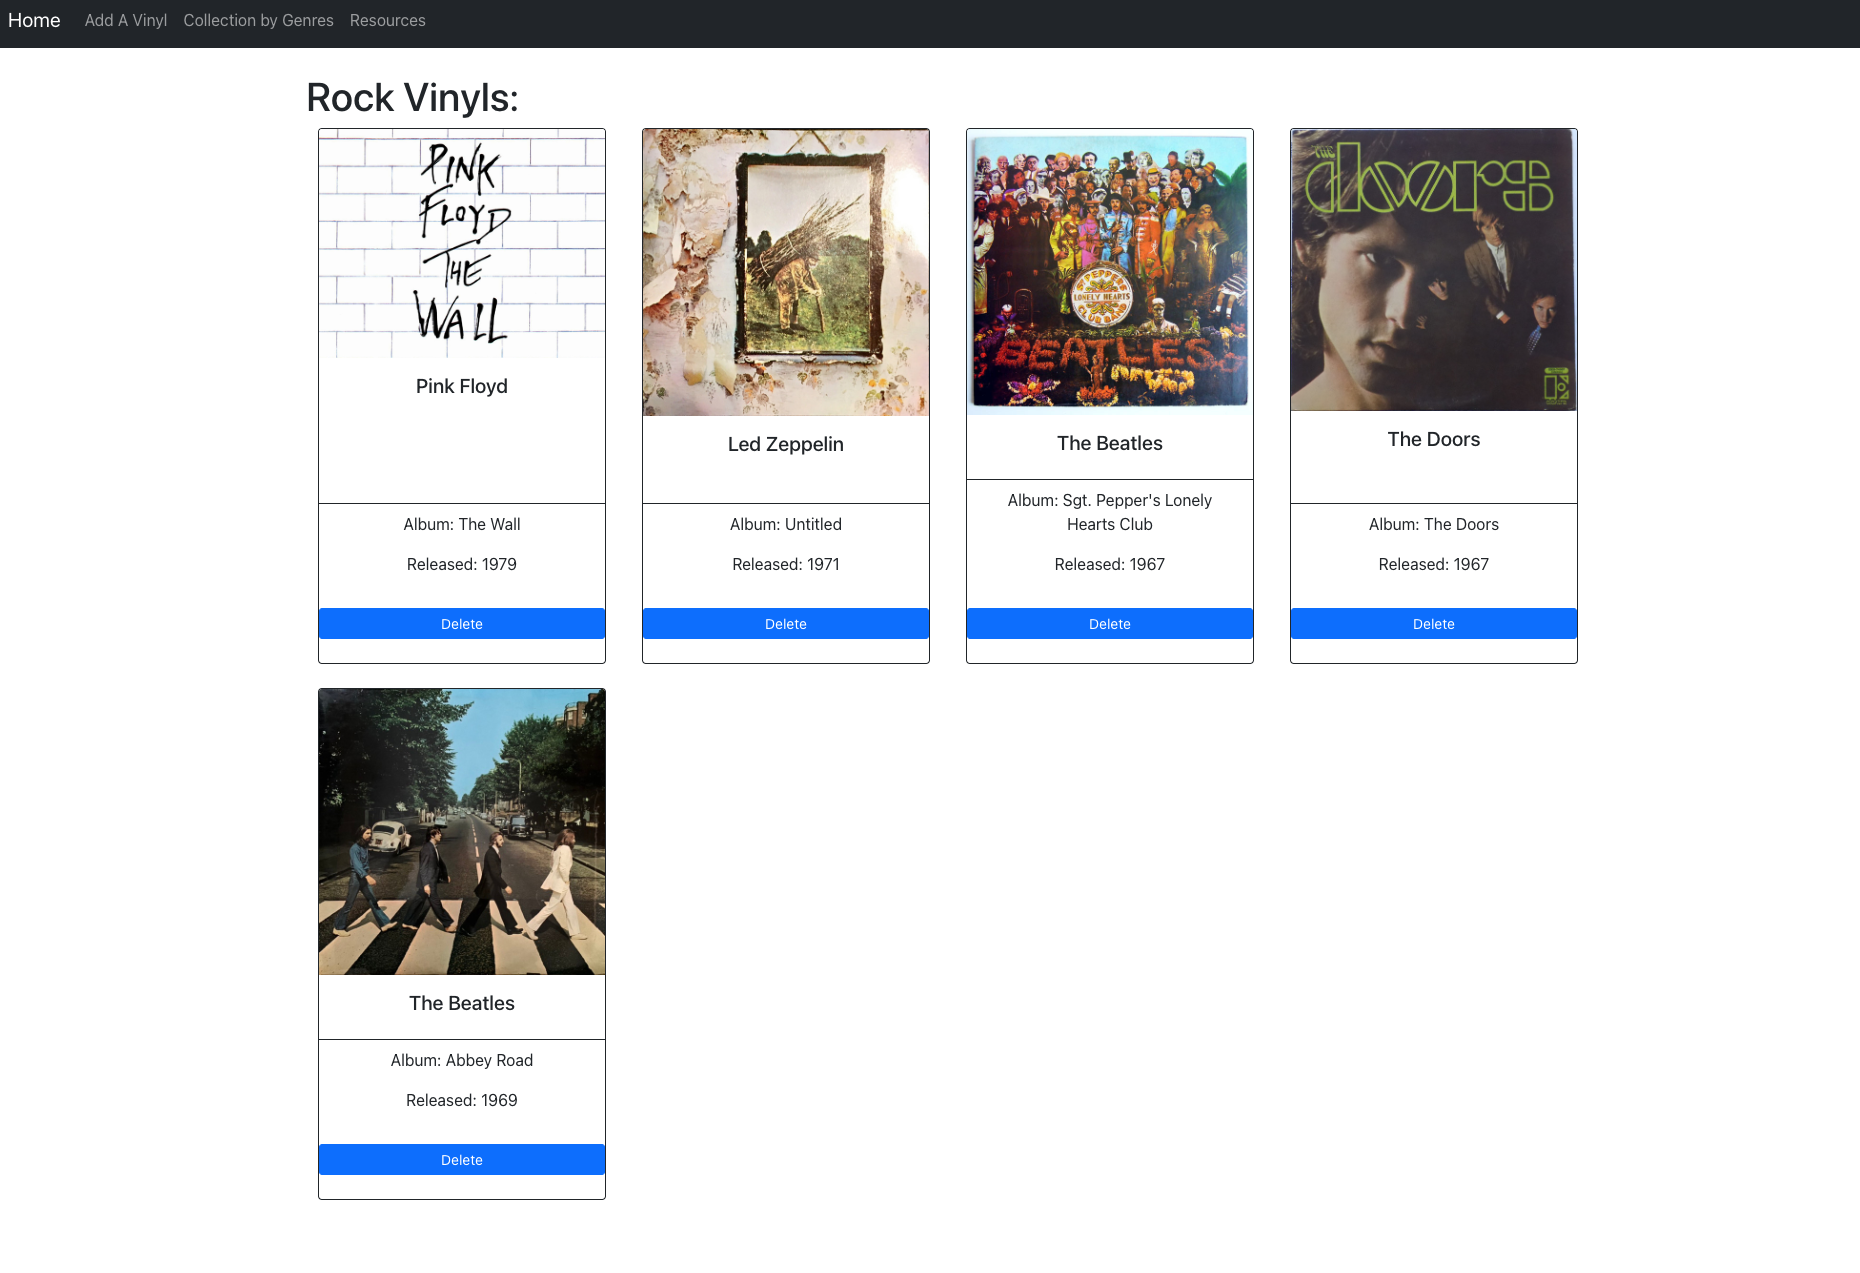 Home Add A Vinyl Collection by Genres Resources
Rock Vinyls:
PINK
FLOYD
THE
WALL
Pink Floyd
Album: The Wall
Released: 1979
Delete
Led Zeppelin
Album: Untitled
Released: 1971
Delete
LONELY HEARTS
CLUB BAND
BEATLES
The Beatles
Album: Sgt. Pepper's Lonely
Hearts Club
Released: 1967
Delete
THE
doors
The Doors
Album: The Doors
Released: 1967
Delete
The Beatles
Album: Abbey Road
Released: 1969
Delete